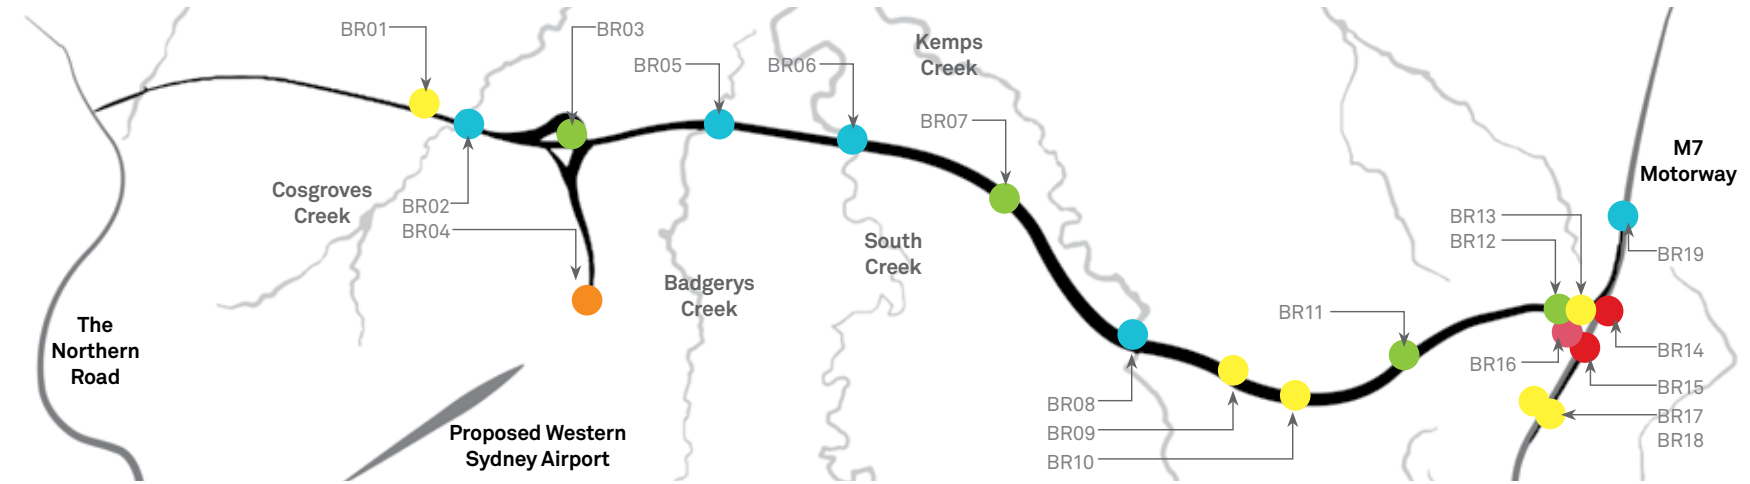 BR01
BR03
BR05
BR06
Kemps
Creek
BR07
M7
Motorway
Cosgroves
Creek
BR02
BR04
South
Creek
BR13
BR12
BR19
Badgerys
Creek
The
Northern
Road
BR11
BR16
BR14
BR15
BR08
BR09
BR10
BR17
BR18
Proposed Western
Sydney Airport